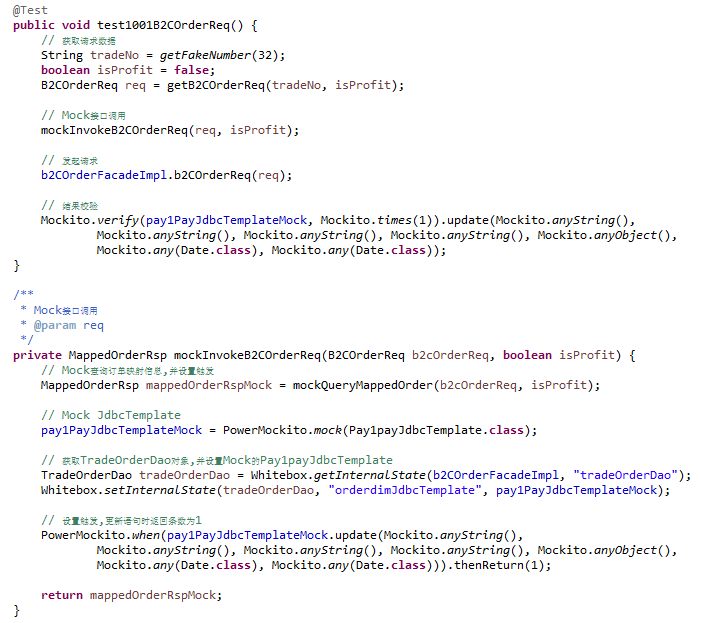 @Test
public void test1001B2COrderReq() {
    // 获取请求数据
    String tradeNo = getFakeNumber(32);
    boolean isProfit = false;
    B2COrderReq req = getB2COrderReq(tradeNo, isProfit);

    // Mock接口调用
    mockInvokeB2COrderReq(req, isProfit);

    // 发起请求
    b2COrderFacadeImpl.b2COrderReq(req);

    // 结果校验
    Mockito.verify(pay1PayJdbcTemplateMock, Mockito.times(1)).update(Mockito.anyString(),
            Mockito.anyString(), Mockito.anyString(), Mockito.anyString(), Mockito.anyObject(),
            Mockito.any(Date.class), Mockito.any(Date.class));
}

/**
 * Mock接口调用
 * @param req
 */
private MappedOrderRsp mockInvokeB2COrderReq(B2COrderReq b2cOrderReq, boolean isProfit) {
    // Mock查询订单映射信息,并设置触发
    MappedOrderRsp mappedOrderRspMock = mockQueryMappedOrder(b2cOrderReq, isProfit);

    // Mock JdbcTemplate
    pay1PayJdbcTemplateMock = PowerMockito.mock(Pay1payJdbcTemplate.class);

    // 获取TradeOrderDao对象,并设置Mock的Pay1payJdbcTemplate
    TradeOrderDao tradeOrderDao = Whitebox.getInternalState(b2COrderFacadeImpl, "tradeOrderDao");
    Whitebox.setInternalState(tradeOrderDao, "orderdimJdbcTemplate", pay1PayJdbcTemplateMock);

    // 设置触发,更新语句时返回条数为1
    PowerMockito.when(pay1PayJdbcTemplateMock.update(Mockito.anyString(),
            Mockito.anyString(), Mockito.anyString(), Mockito.anyString(), Mockito.anyObject(),
            Mockito.any(Date.class), Mockito.any(Date.class))).thenReturn(1);

    return mappedOrderRspMock;
}